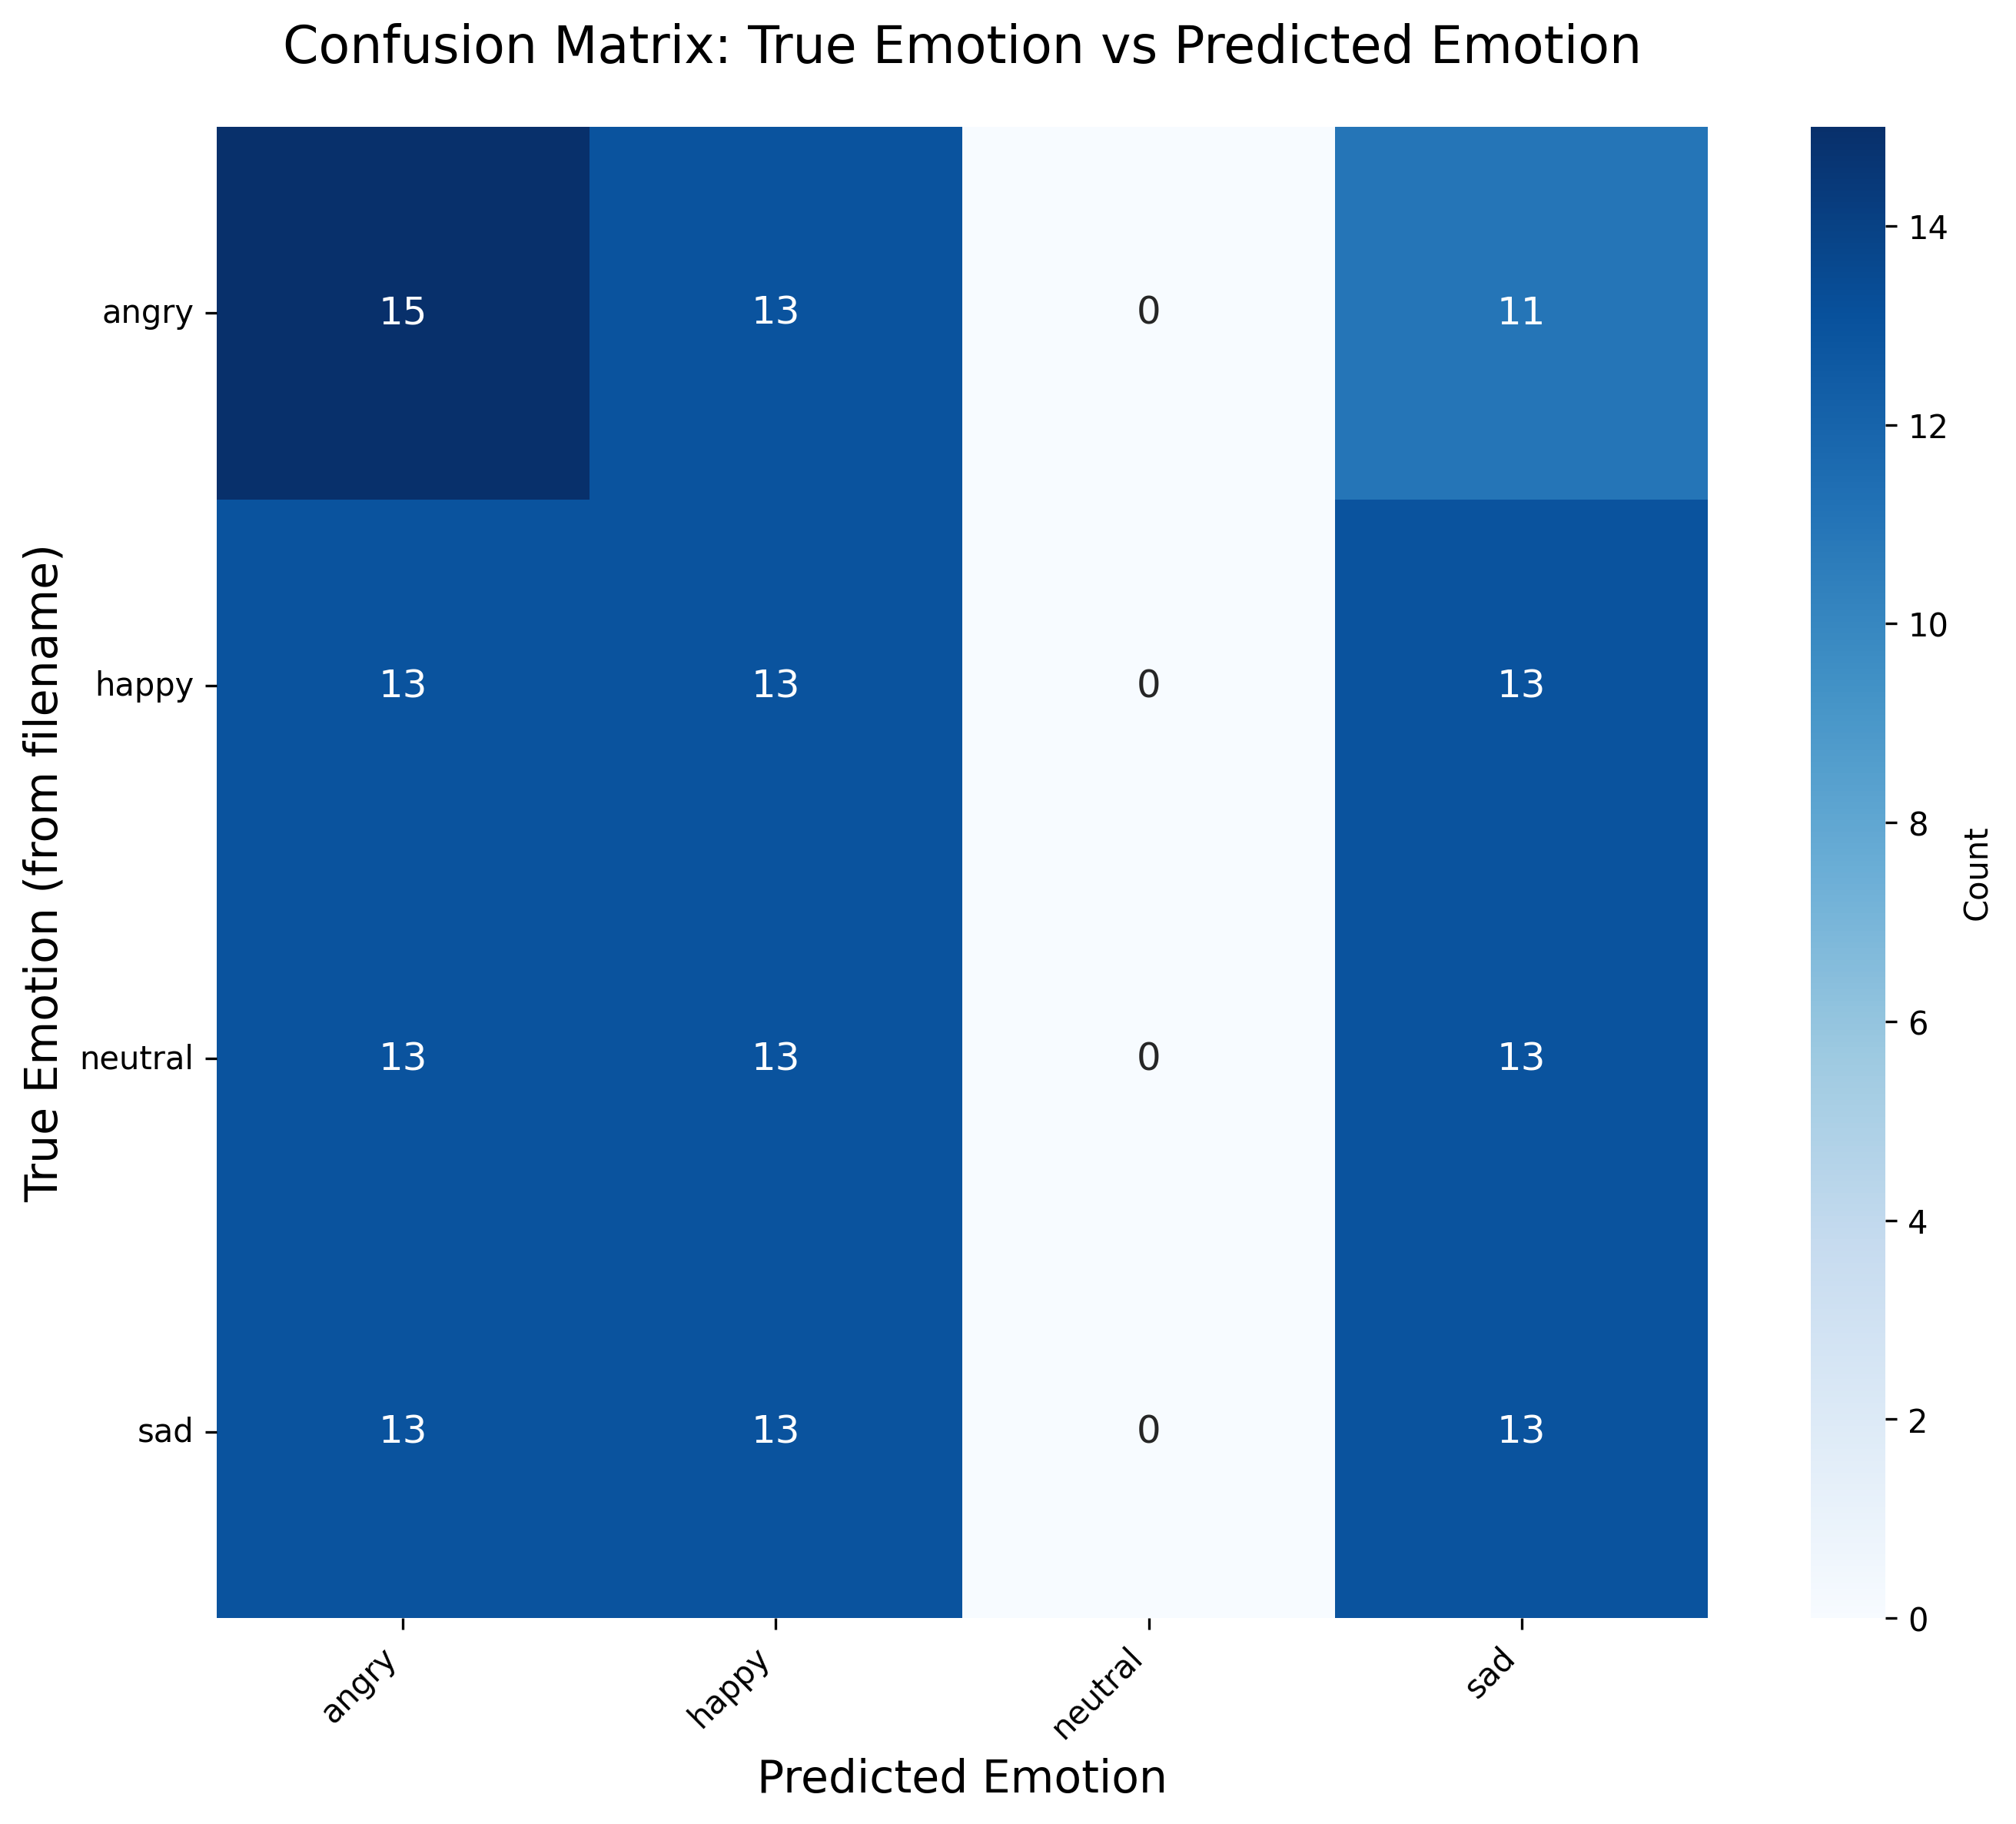 Confusion Matrix: True Emotion vs Predicted Emotion
True Emotion (from filename)
angry 15 13 0 11
happy 13 13 0 13
neutral 13 13 0 13
sad 13 13 0 13
angry happy neutral sad
Predicted Emotion
14
12
10
8
6
4
2
0
Count